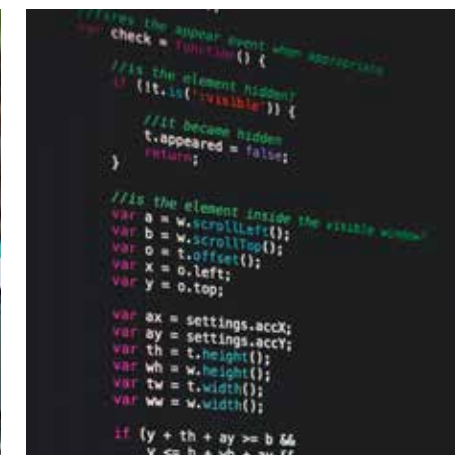 //fires the appear event when appropriate
var check = function() {
//is the element hidden?
if (!t.is(':visible')) {
//it became hidden
t.appeared = false;
return;
}
//is the element inside the visible window?
var a = w.scrollLeft();
var b = w.scrollTop();
var o = t.offset();
var x = o.left;
var y = o.top;
var ax = settings.accX;
var ay = settings.accY;
var th = t.height();
var wh = w.height();
var tw = t.width();
var ww = w.width();
if (y + th + ay >= b &&
y <= b + wh + ay &&